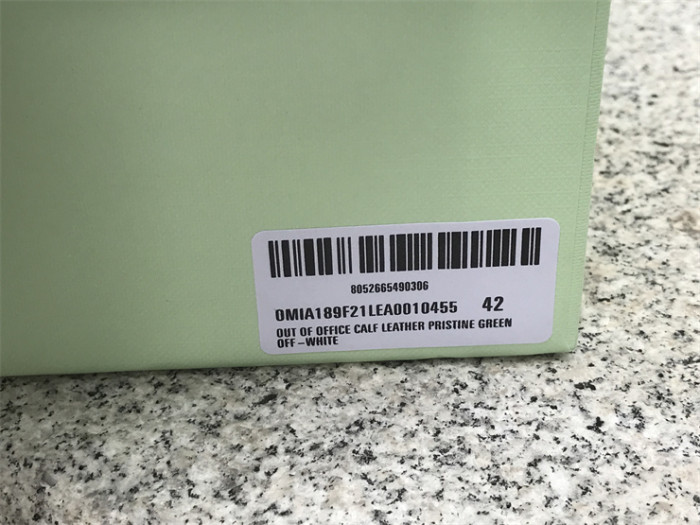 8052665490306
OMIA189F21LEA0010455 42
OUT OF OFFICE CALF LEATHER PRISTINE GREEN
OFF-WHITE